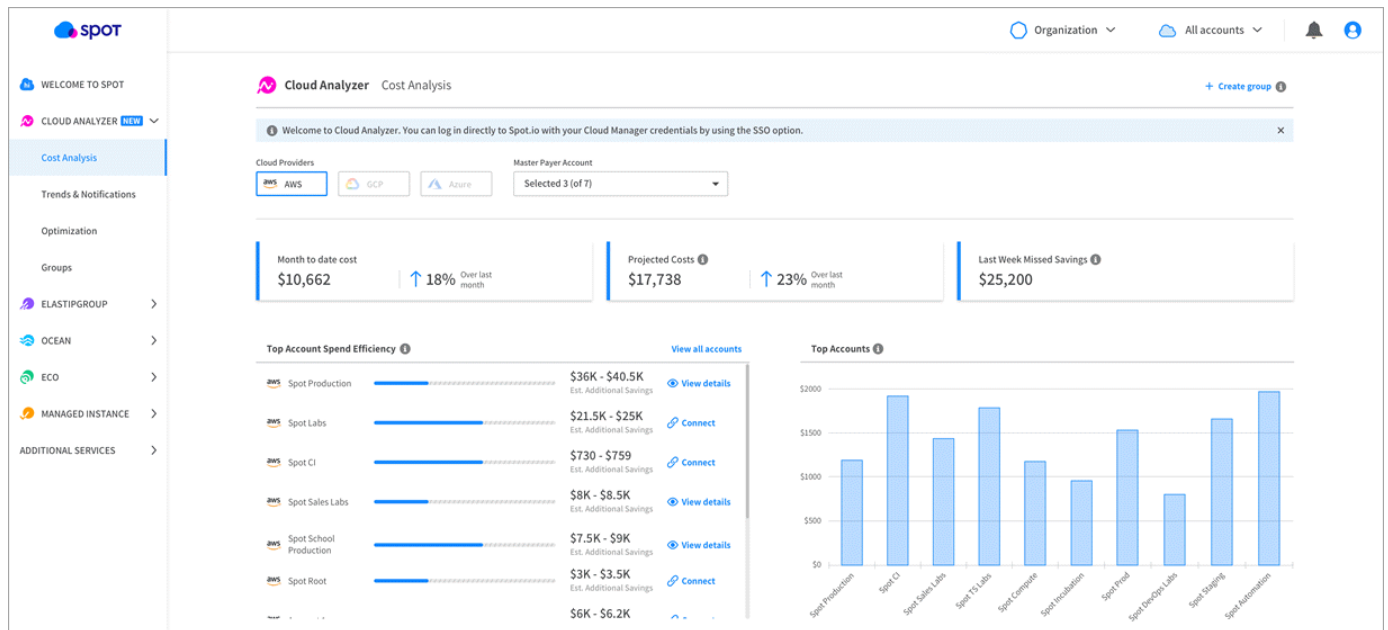 spot
Organization
All accounts
WELCOME TO SPOT
CLOUD ANALYZER NEW
Cost Analysis
Trends & Notifications
Optimization
Groups
ELASTIPGROUP
OCEAN
ECO
MANAGED INSTANCE
ADDITIONAL SERVICES
Cloud Analyzer Cost Analysis
+ Create group
Welcome to Cloud Analyzer. You can log in directly to Spot.io with your Cloud Manager credentials by using the SSO option.
Cloud Providers
aws AWS
GCP
Azure
Master Payer Account
Selected 3 (of 7)
Month to date cost
$10,662
18% Over last
month
Projected Costs
$17,738
23% Over last
month
Last Week Missed Savings
$25,200
Top Account Spend Efficiency
View all accounts
aws Spot Production
$36K - $40.5K
Est. Additional Savings
View details
aws Spot Labs
$21.5K - $25K
Est. Additional Savings
Connect
aws Spot CI
$730 - $759
Est. Additional Savings
Connect
aws Spot Sales Labs
$8K - $8.5K
Est. Additional Savings
View details
aws Spot School
Production
$7.5K - $9K
Est. Additional Savings
View details
aws Spot Root
$3K - $3.5K
Est. Additional Savings
Connect
$6K - $6.2K
Top Accounts
$2000
$1500
$1000
$500
$0
Spot Production
Spot CI
Spot Sales Labs
Spot TS Labs
Spot Compute
Spot Incubation
Spot Prod
Spot DevOps Labs
Spot Staging
Spot Automation